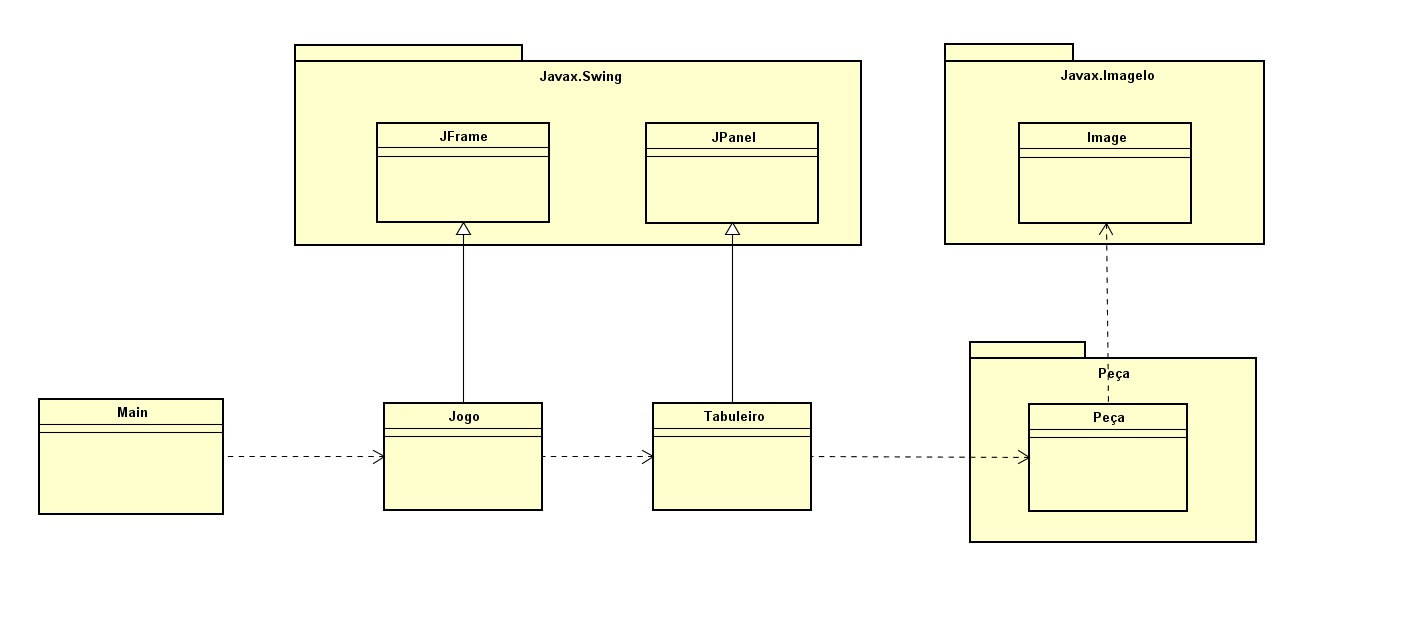 Javax.Swing
Javax.ImageIo
JFrame
JPanel
Image
Peça
Main
Jogo
Tabuleiro
Peça